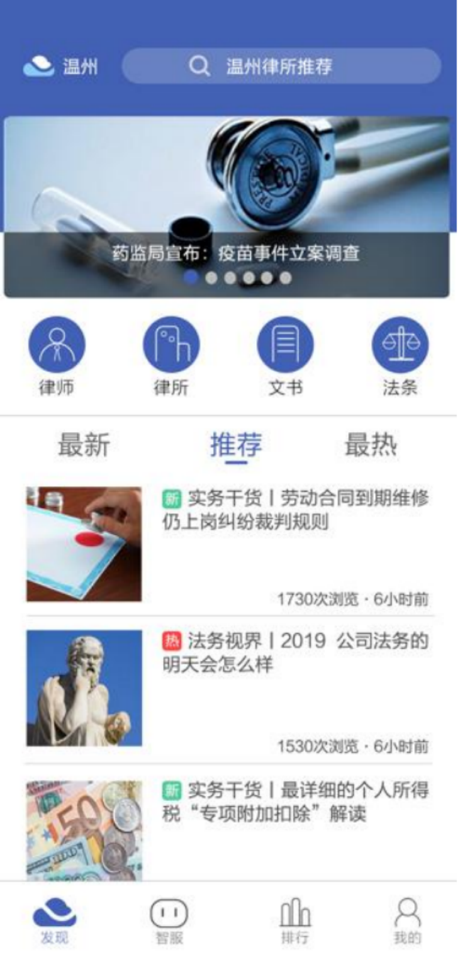 温州
温州律所推荐
药监局宣布：疫苗事件立案调查
律师
律所
文书
法条
最新
推荐
最热
新 实务干货丨劳动合同到期维修
仍上岗纠纷裁判规则
1730次浏览·6小时前
热 法务视界丨2019 公司法务的
明天会怎么样
1530次浏览·6小时前
新 实务干货丨最详细的个人所得
税“专项附加扣除”解读
50
发现
智服
排行
我的